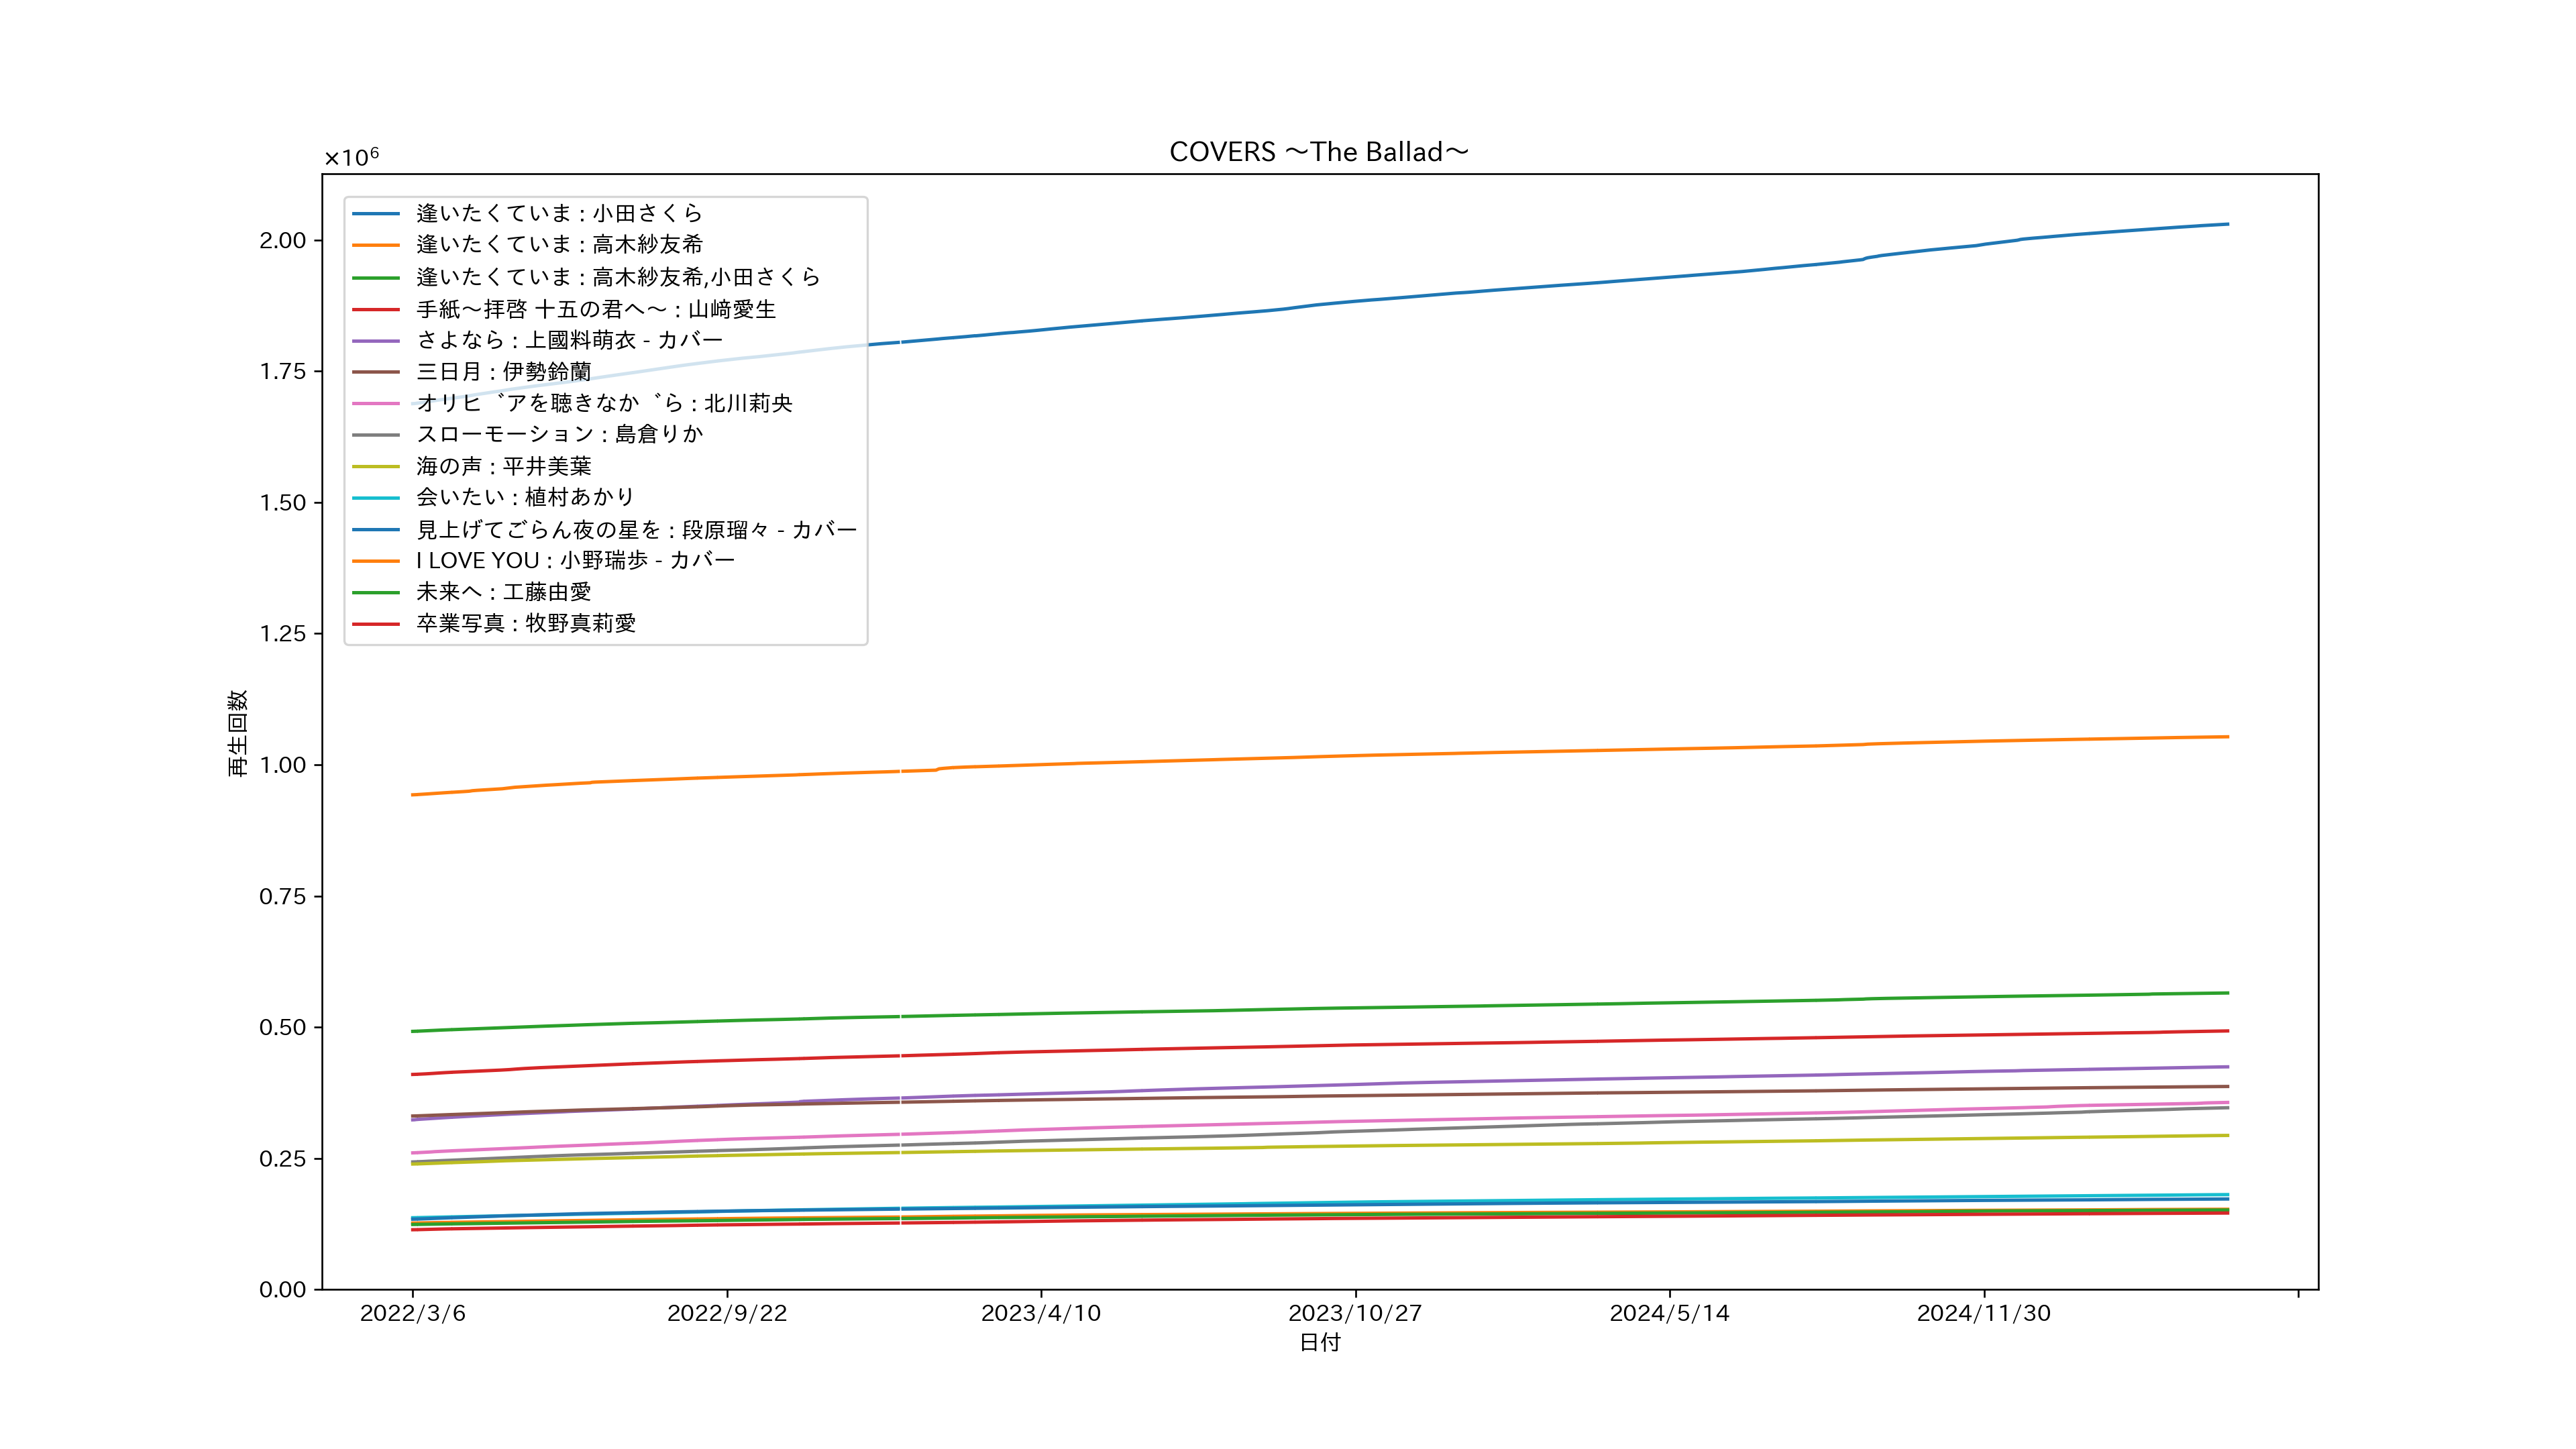 COVERS ～The Ballad～
×10⁶
2.00
1.75
1.50
1.25
1.00
0.75
0.50
0.25
0.00
再生回数
逢いたくていま : 小田さくら
逢いたくていま : 高木紗友希
逢いたくていま : 高木紗友希,小田さくら
手紙～拝啓 十五の君へ～ : 山﨑愛生
さよなら : 上國料萌衣 - カバー
三日月 : 伊勢鈴蘭
オリヒ゛アを聴きなか゛ら : 北川莉央
スローモーション : 島倉りか
海の声 : 平井美葉
会いたい : 植村あかり
見上げてごらん夜の星を : 段原瑠々 - カバー
I LOVE YOU : 小野瑞歩 - カバー
未来へ : 工藤由愛
卒業写真 : 牧野真莉愛
2022/3/6
2022/9/22
2023/4/10
2023/10/27
2024/5/14
2024/11/30
日付